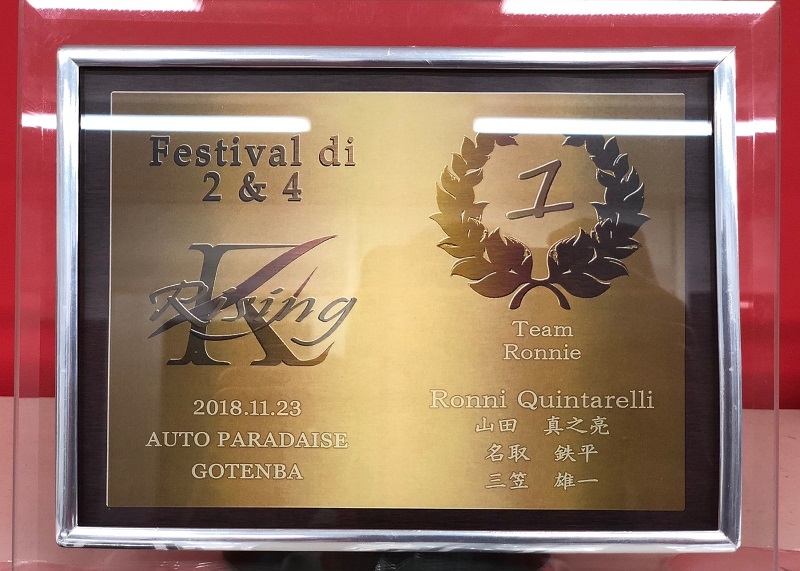 Festival di
2 & 4
K
Rising
2018.11.23
AUTO PARADAISE
GOTENBA
1
Team
Ronnie
Ronni Quintarelli
山田 真之亮
名取 鉄平
三笠 雄一